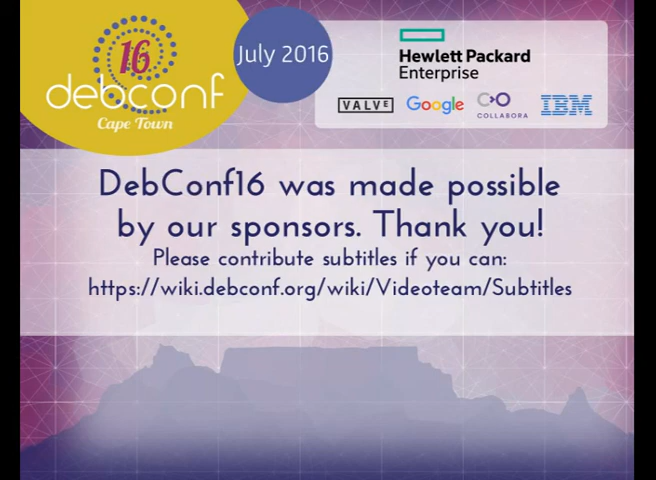 16
debconf
Cape Town
July 2016
Hewlett Packard
Enterprise
VALVE
Google
COLLABORA
IBM
DebConf16 was made possible
by our sponsors. Thank you!
Please contribute subtitles if you can:
https://wiki.debconf.org/wiki/Videoteam/Subtitles